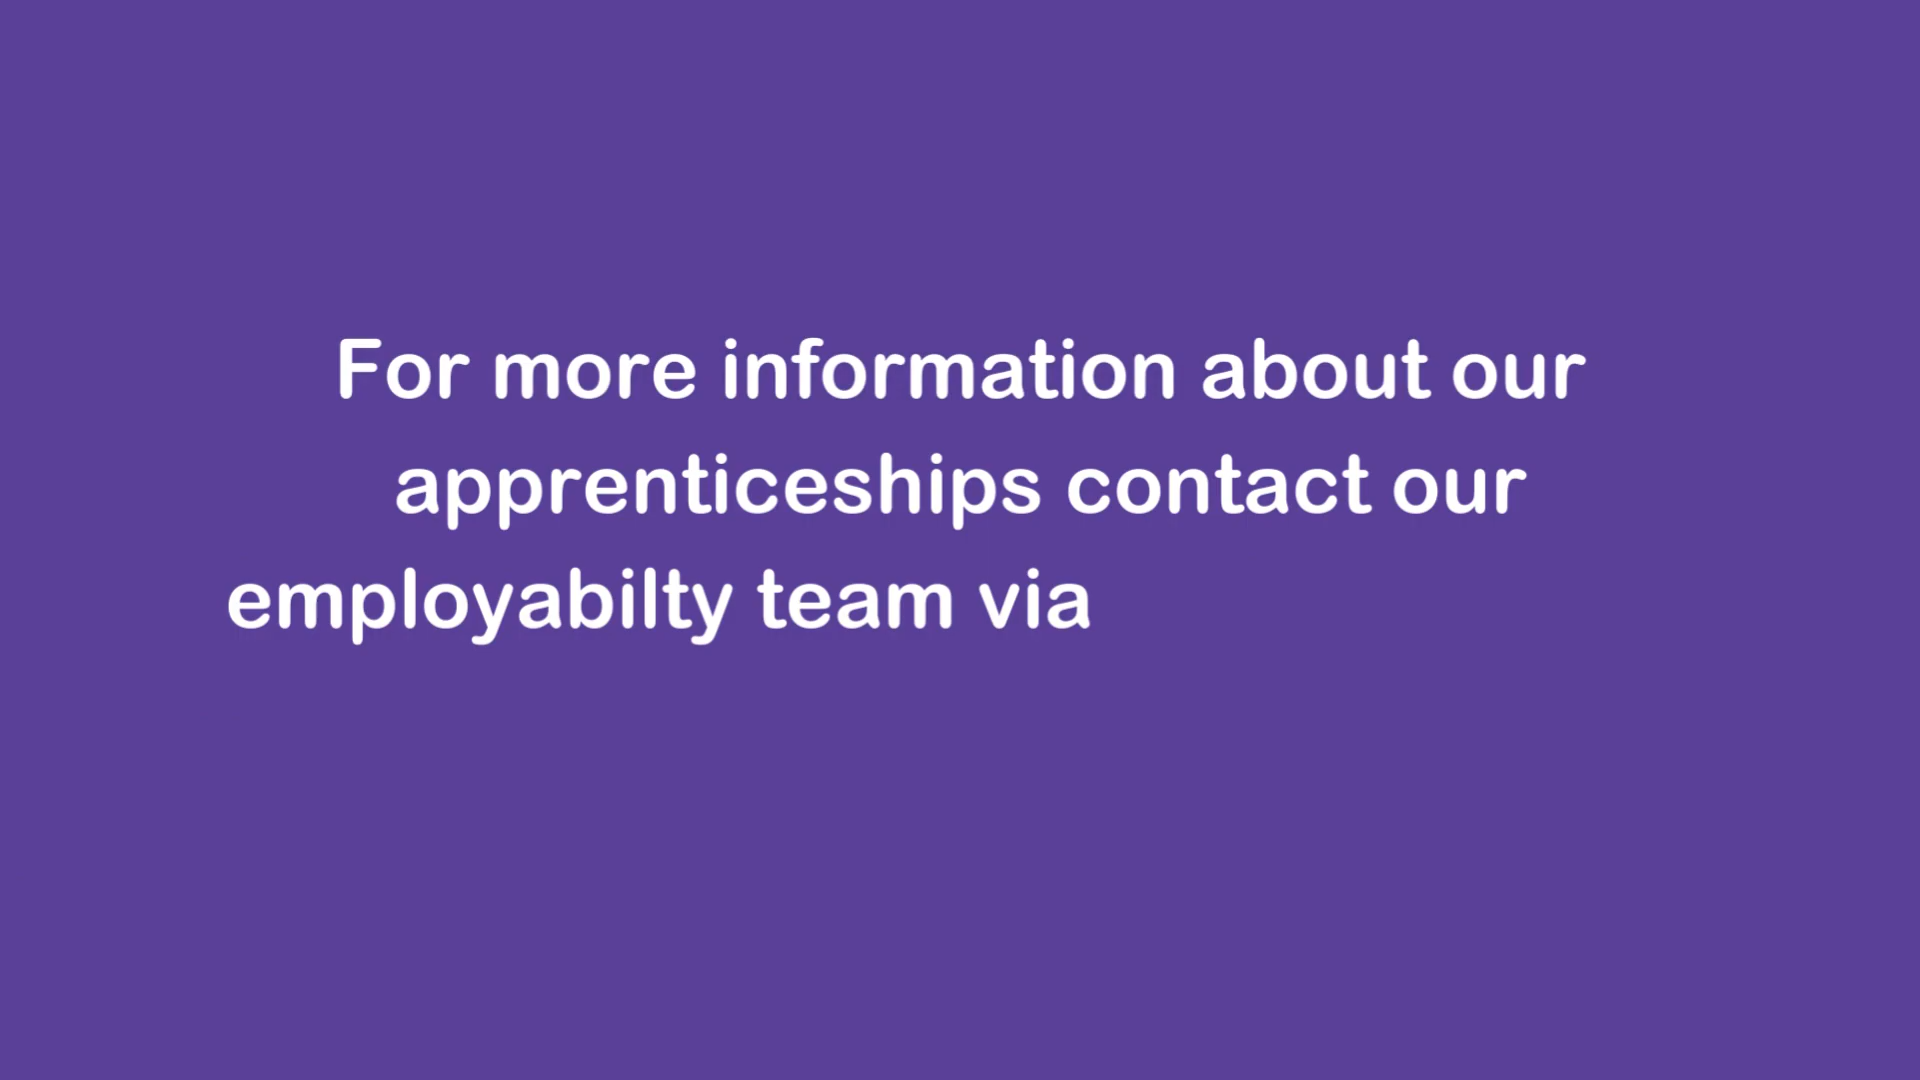 For more information about our
apprenticeships contact our
employabilty team via